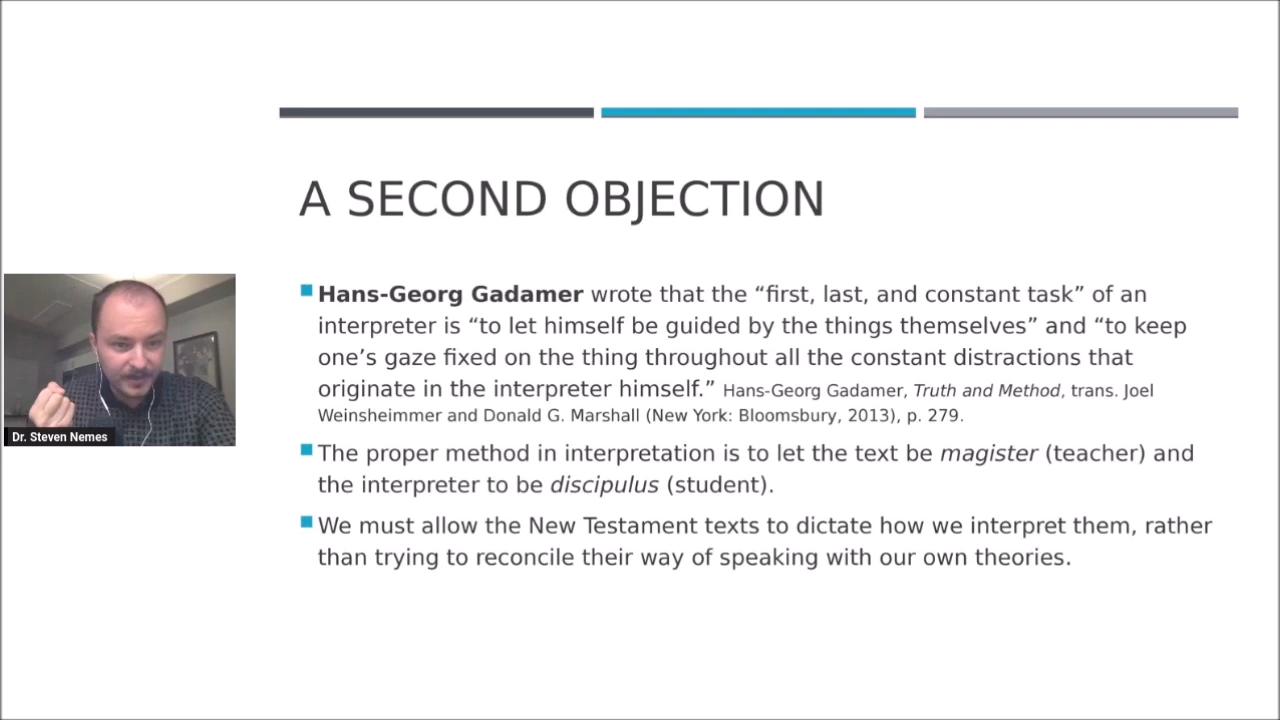 A SECOND OBJECTION
Hans-Georg Gadamer wrote that the “first, last, and constant task” of an
interpreter is “to let himself be guided by the things themselves” and “to keep
one’s gaze fixed on the thing throughout all the constant distractions that
originate in the interpreter himself.” Hans-Georg Gadamer, Truth and Method, trans. Joel
Weinsheimmer and Donald G. Marshall (New York: Bloomsbury, 2013), p. 279.
The proper method in interpretation is to let the text be magister (teacher) and
the interpreter to be discipulus (student).
We must allow the New Testament texts to dictate how we interpret them, rather
than trying to reconcile their way of speaking with our own theories.
Dr. Steven Nemes